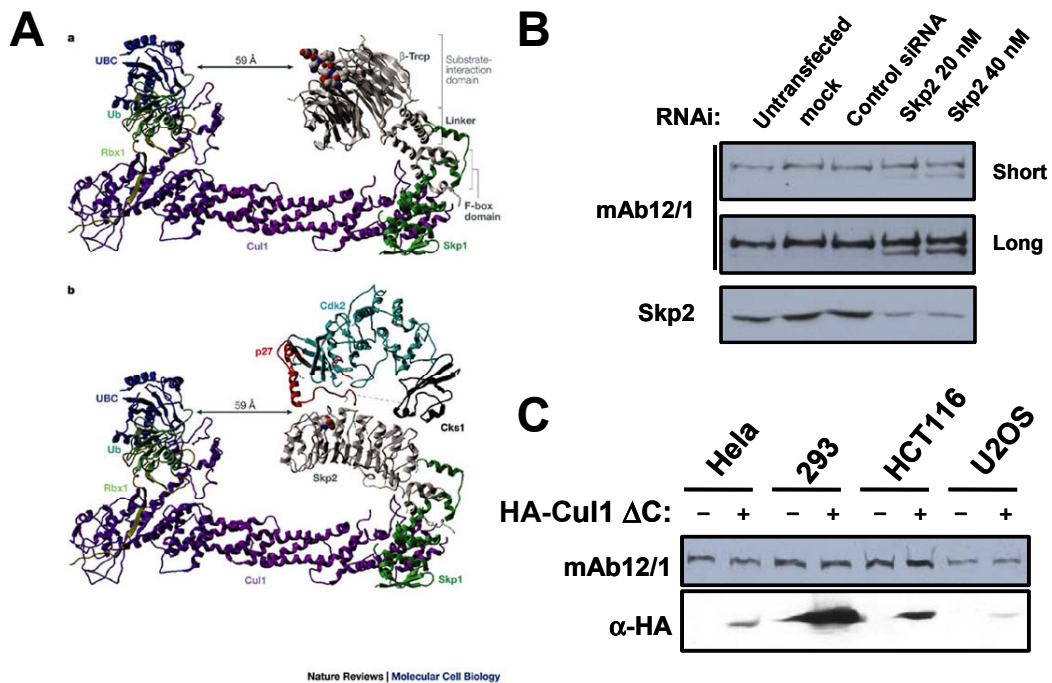 A
a
UBC
59 Å
β-Trcp
Substrate-
interaction
domain
Ub
Linker
Rbx1
F-box
domain
Cul1
Skp1
b
Cdk2
p27
UBC
59 Å
Cks1
Ub
Skp2
Rbx1
Cul1
Skp1
Nature Reviews | Molecular Cell Biology
B
RNAi:
Untransfected
mock
Control siRNA
Skp2 20 nM
Skp2 40 nM
mAb12/1
Short
Long
Skp2
C
Hela
293
HCT116
U2OS
HA-Cul1 ΔC:
– + – + – + – +
mAb12/1
α-HA